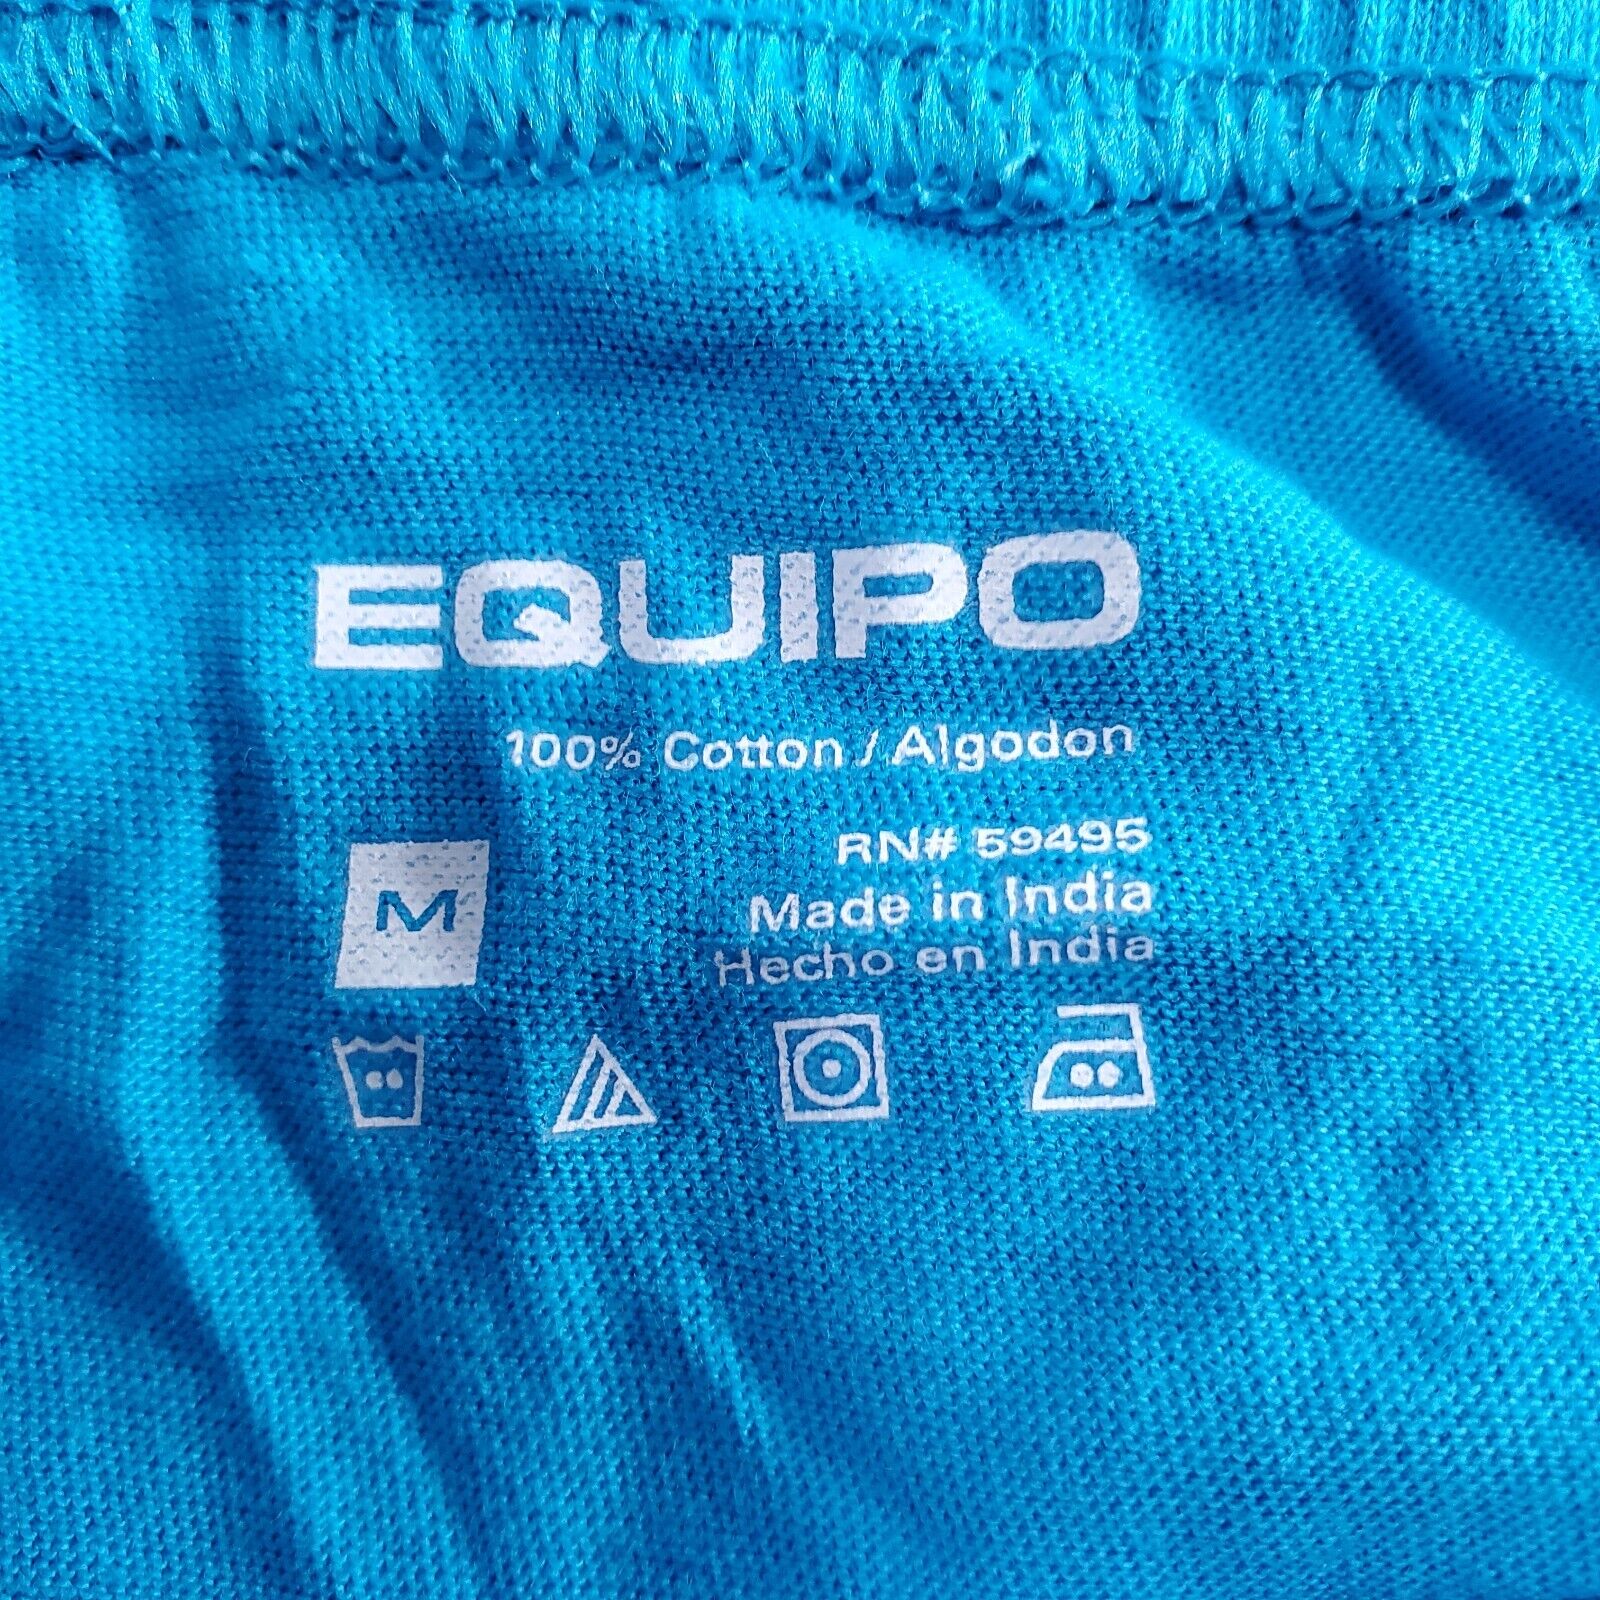 EQUIPO
100% Cotton / Algodon
M
RN# 59495
Made in India
Hecho en India